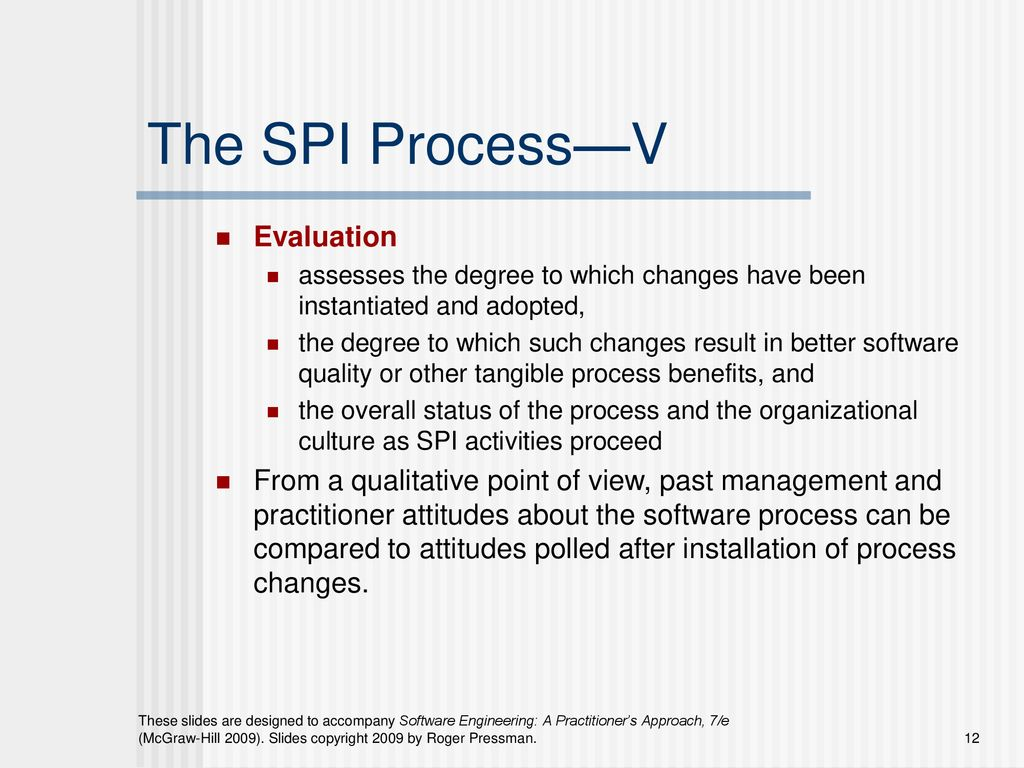 The SPI Process—V
Evaluation
assesses the degree to which changes have been
instantiated and adopted,
the degree to which such changes result in better software
quality or other tangible process benefits, and
the overall status of the process and the organizational
culture as SPI activities proceed
From a qualitative point of view, past management and
practitioner attitudes about the software process can be
compared to attitudes polled after installation of process
changes.
These slides are designed to accompany Software Engineering: A Practitioner’s Approach, 7/e
(McGraw-Hill 2009). Slides copyright 2009 by Roger Pressman.
12